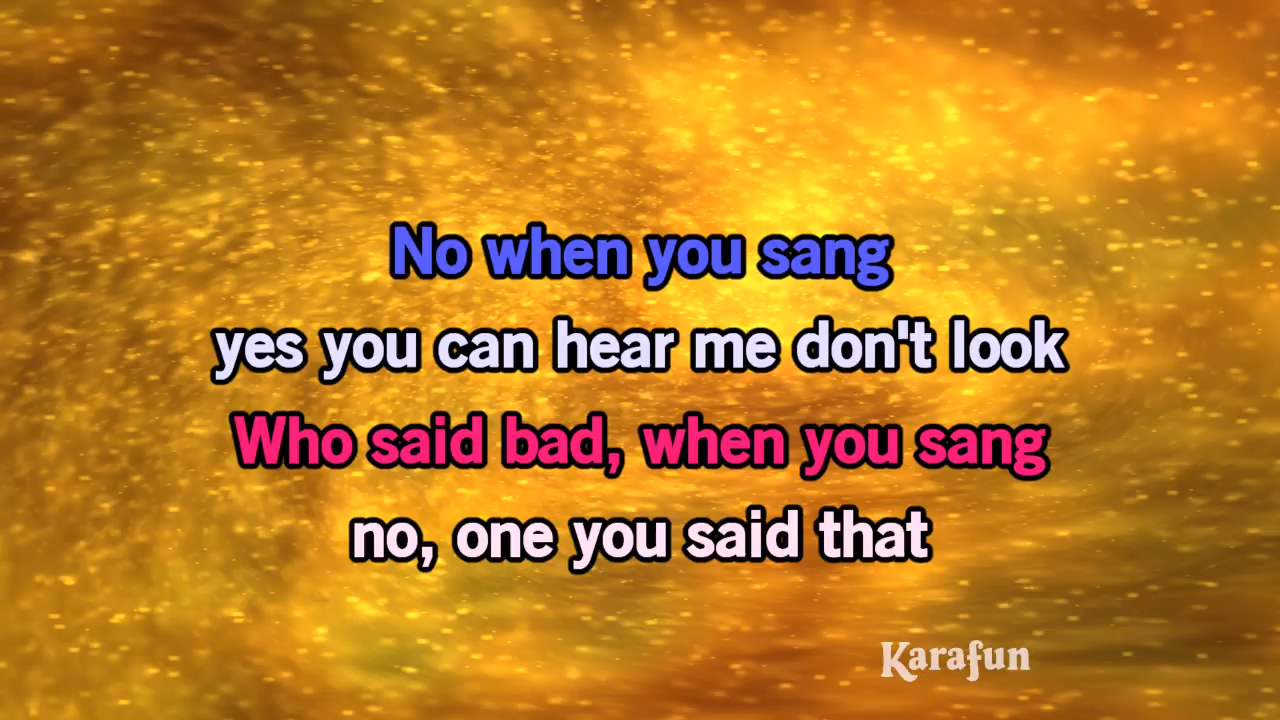 No when you sang
yes you can hear me don't look
Who said bad, when you sang
no, one you said that
Karafun